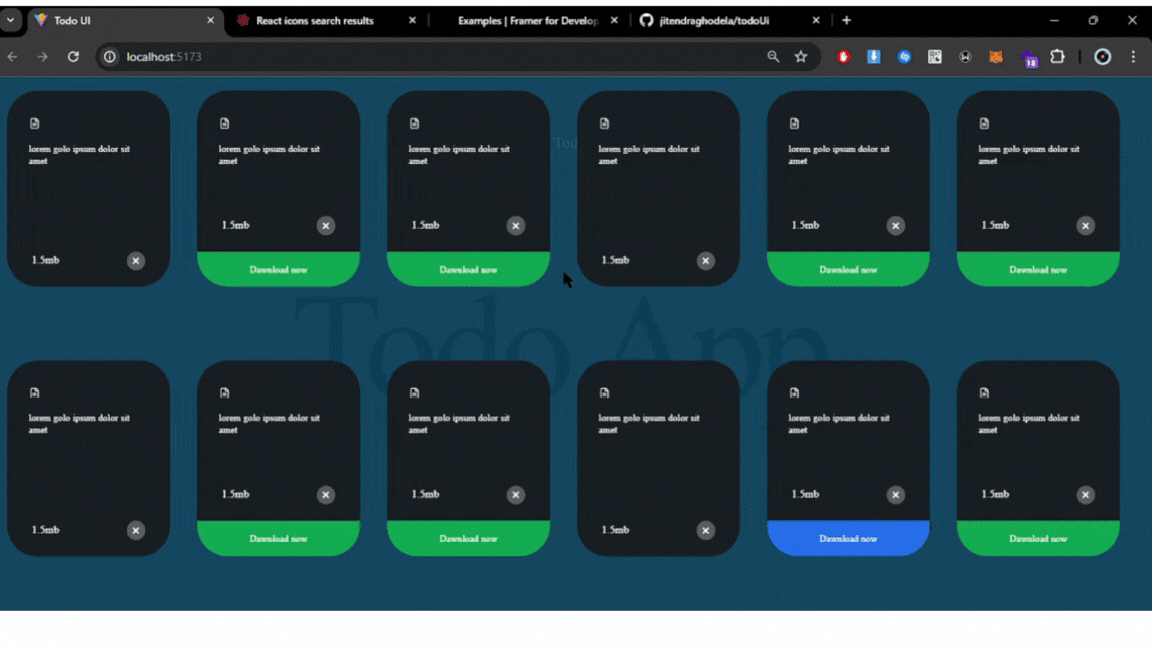 Todo UI
React icons search results
Examples | Framer for Develop
jitendraghodela/todoUi
localhost:5173
18
Tod
lorem golo ipsum dolor sit
amet
lorem golo ipsum dolor sit
amet
lorem golo ipsum dolor sit
amet
lorem golo ipsum dolor sit
amet
lorem golo ipsum dolor sit
amet
lorem golo ipsum dolor sit
amet
1.5mb
1.5mb
1.5mb
1.5mb
1.5mb
1.5mb
Dawnload now
Dawnload now
Dawnload now
Dawnload now
Todo App
lorem golo ipsum dolor sit
amet
lorem golo ipsum dolor sit
amet
lorem golo ipsum dolor sit
amet
lorem golo ipsum dolor sit
amet
lorem golo ipsum dolor sit
amet
lorem golo ipsum dolor sit
amet
1.5mb
1.5mb
1.5mb
1.5mb
1.5mb
1.5mb
Dawnload now
Dawnload now
Dawnload now
Dawnload now